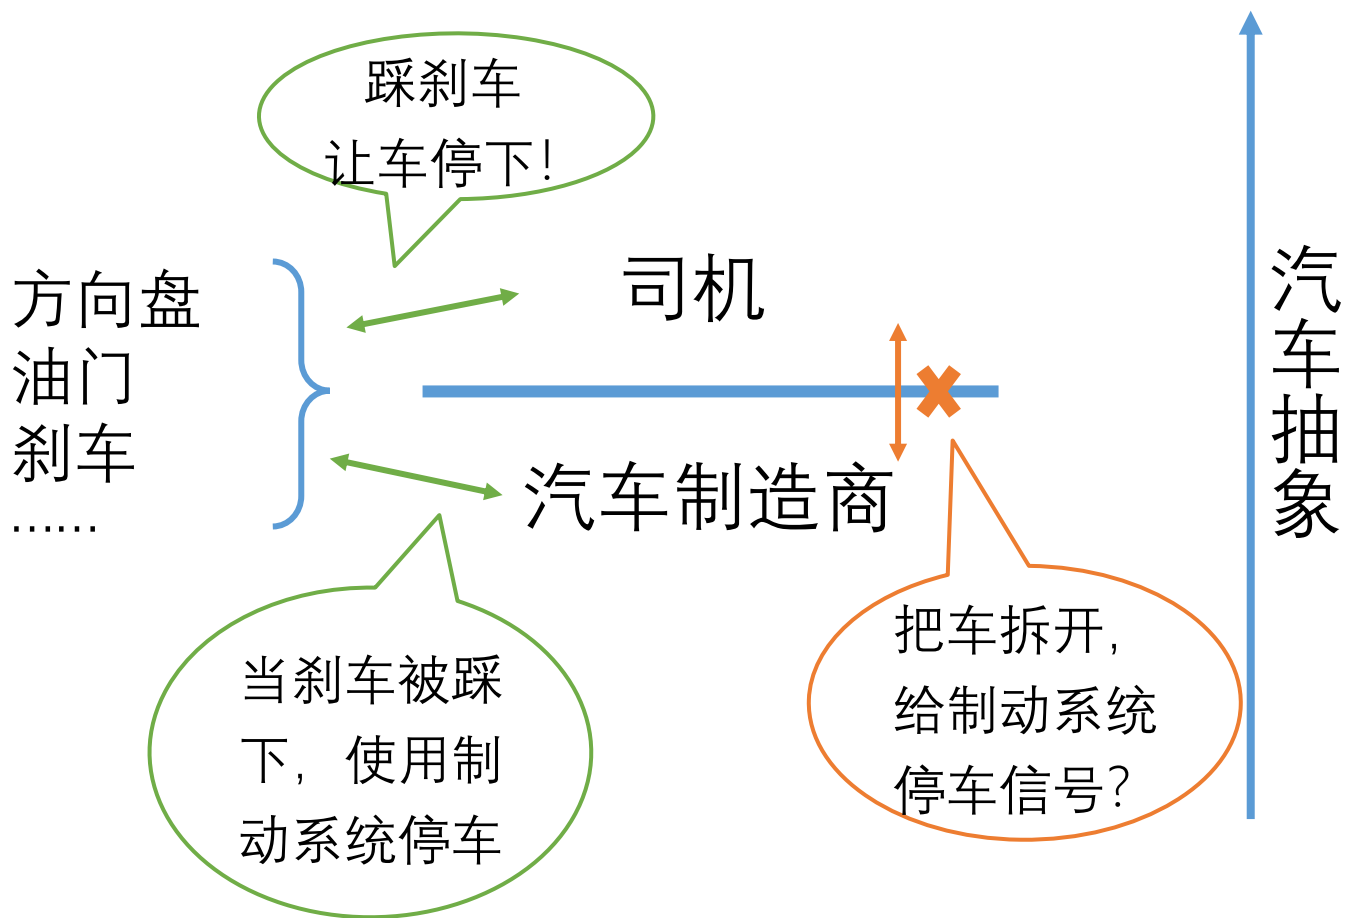 踩刹车
让车停下!
方向盘
油门
刹车
……
司机
汽车制造商
当刹车被踩
下，使用制
动系统停车
把车拆开，
给制动系统
停车信号?
汽车抽象